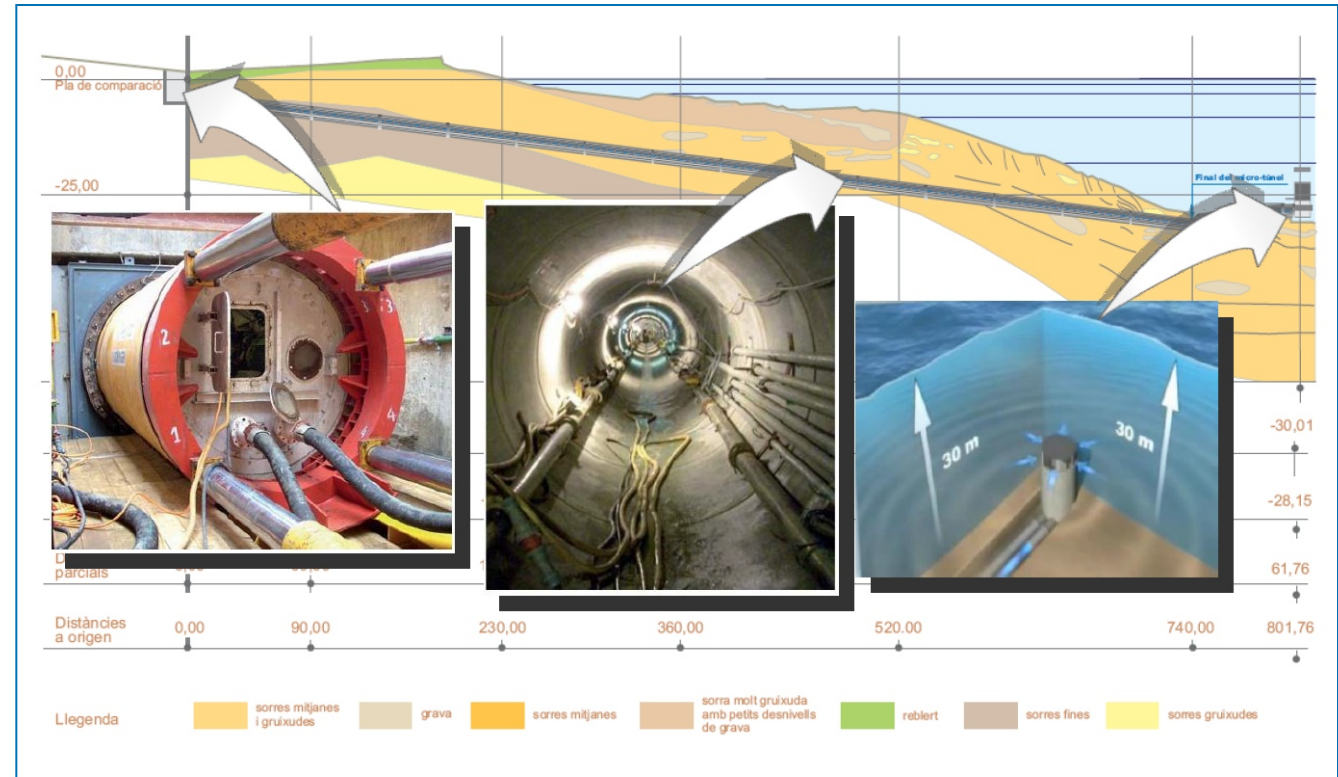 0,00
Pla de comparació
-25,00
Final del micro-túnel
2
3
3
1
4
30 m
30 m
-30,01
-28,15
parcials
61,76
Distàncies
a origen
0,00
90,00
230,00
360,00
520,00
740,00
801,76
Llegenda
sorres mitjanes
i gruixudes
grava
sorres mitjanes
sorra molt gruixuda
amb petits desnivells
de grava
reblert
sorres fines
sorres gruixudes